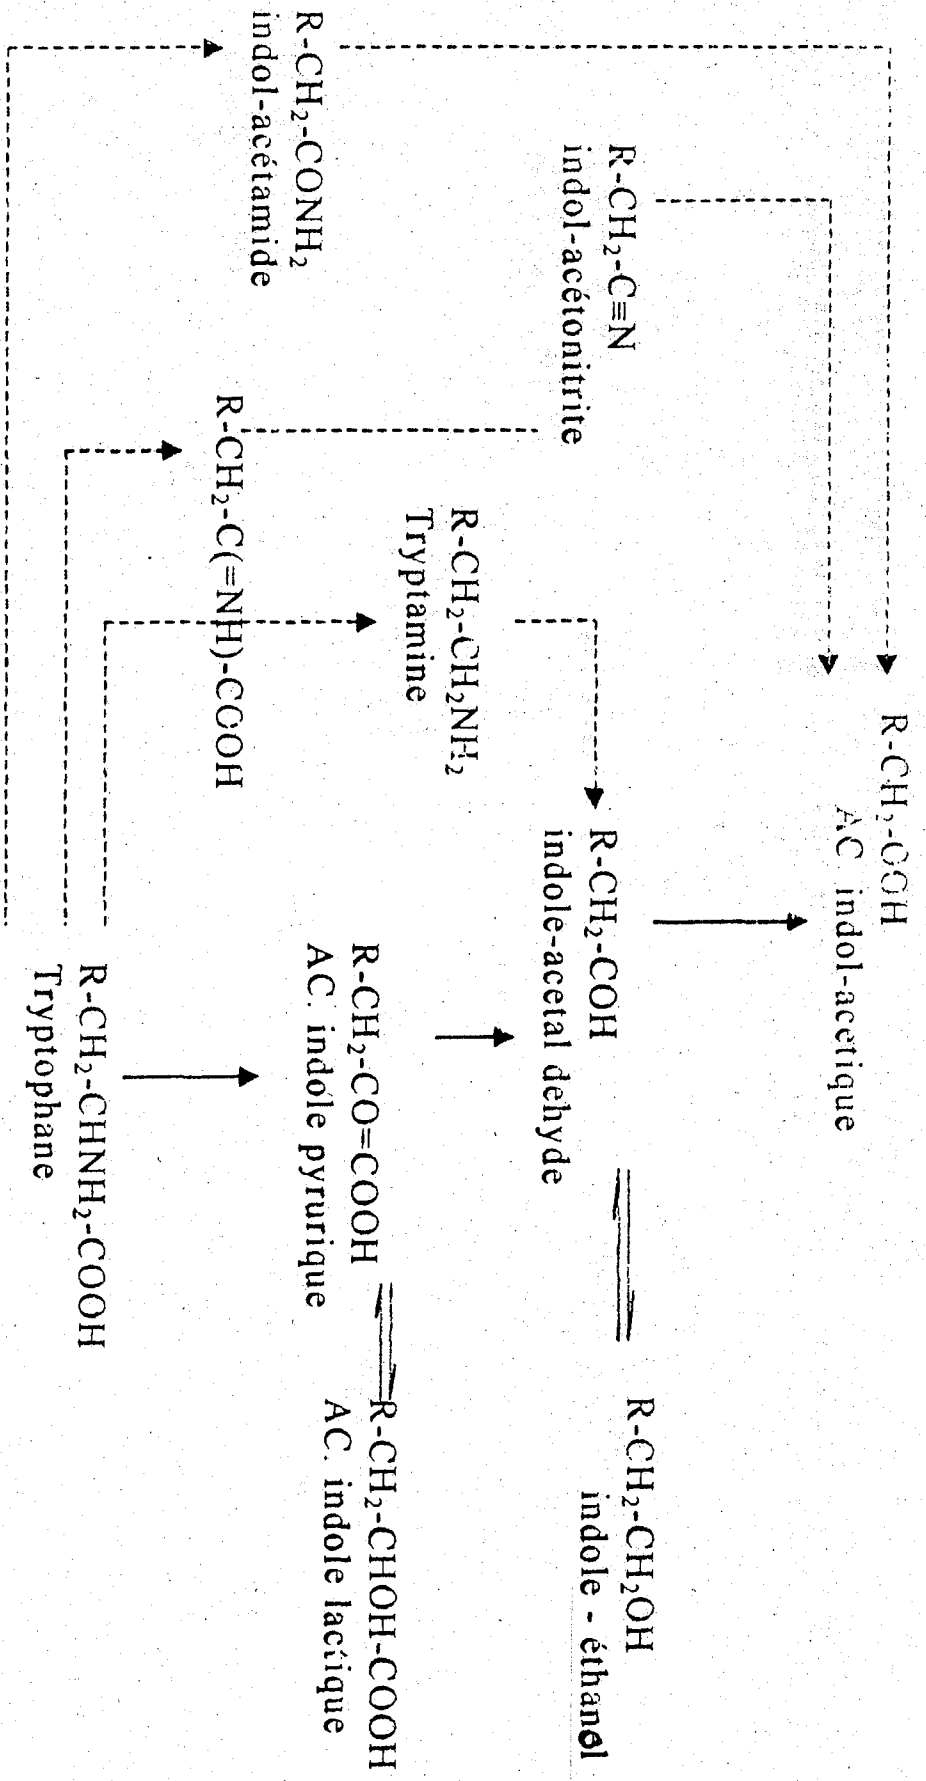 R-CH₂-COOH
AC indol-acetique
R-CH₂-C≡N
indol-acétonitrite
R-CH₂-COH
indole-acetal dehyde
R-CH₂-CH₂OH
indole - éthanol
R-CH₂-CH₂NH₂
Tryptamine
R-CH₂-CO=COOH
AC. indole pyrurique
R-CH₂-CHOH-COOH
AC. indole lactique
R-CH₂-CONH₂
indol-acétamide
R-CH₂-C(=NH)-COOH
R-CH₂-CHNH₂-COOH
Tryptophane